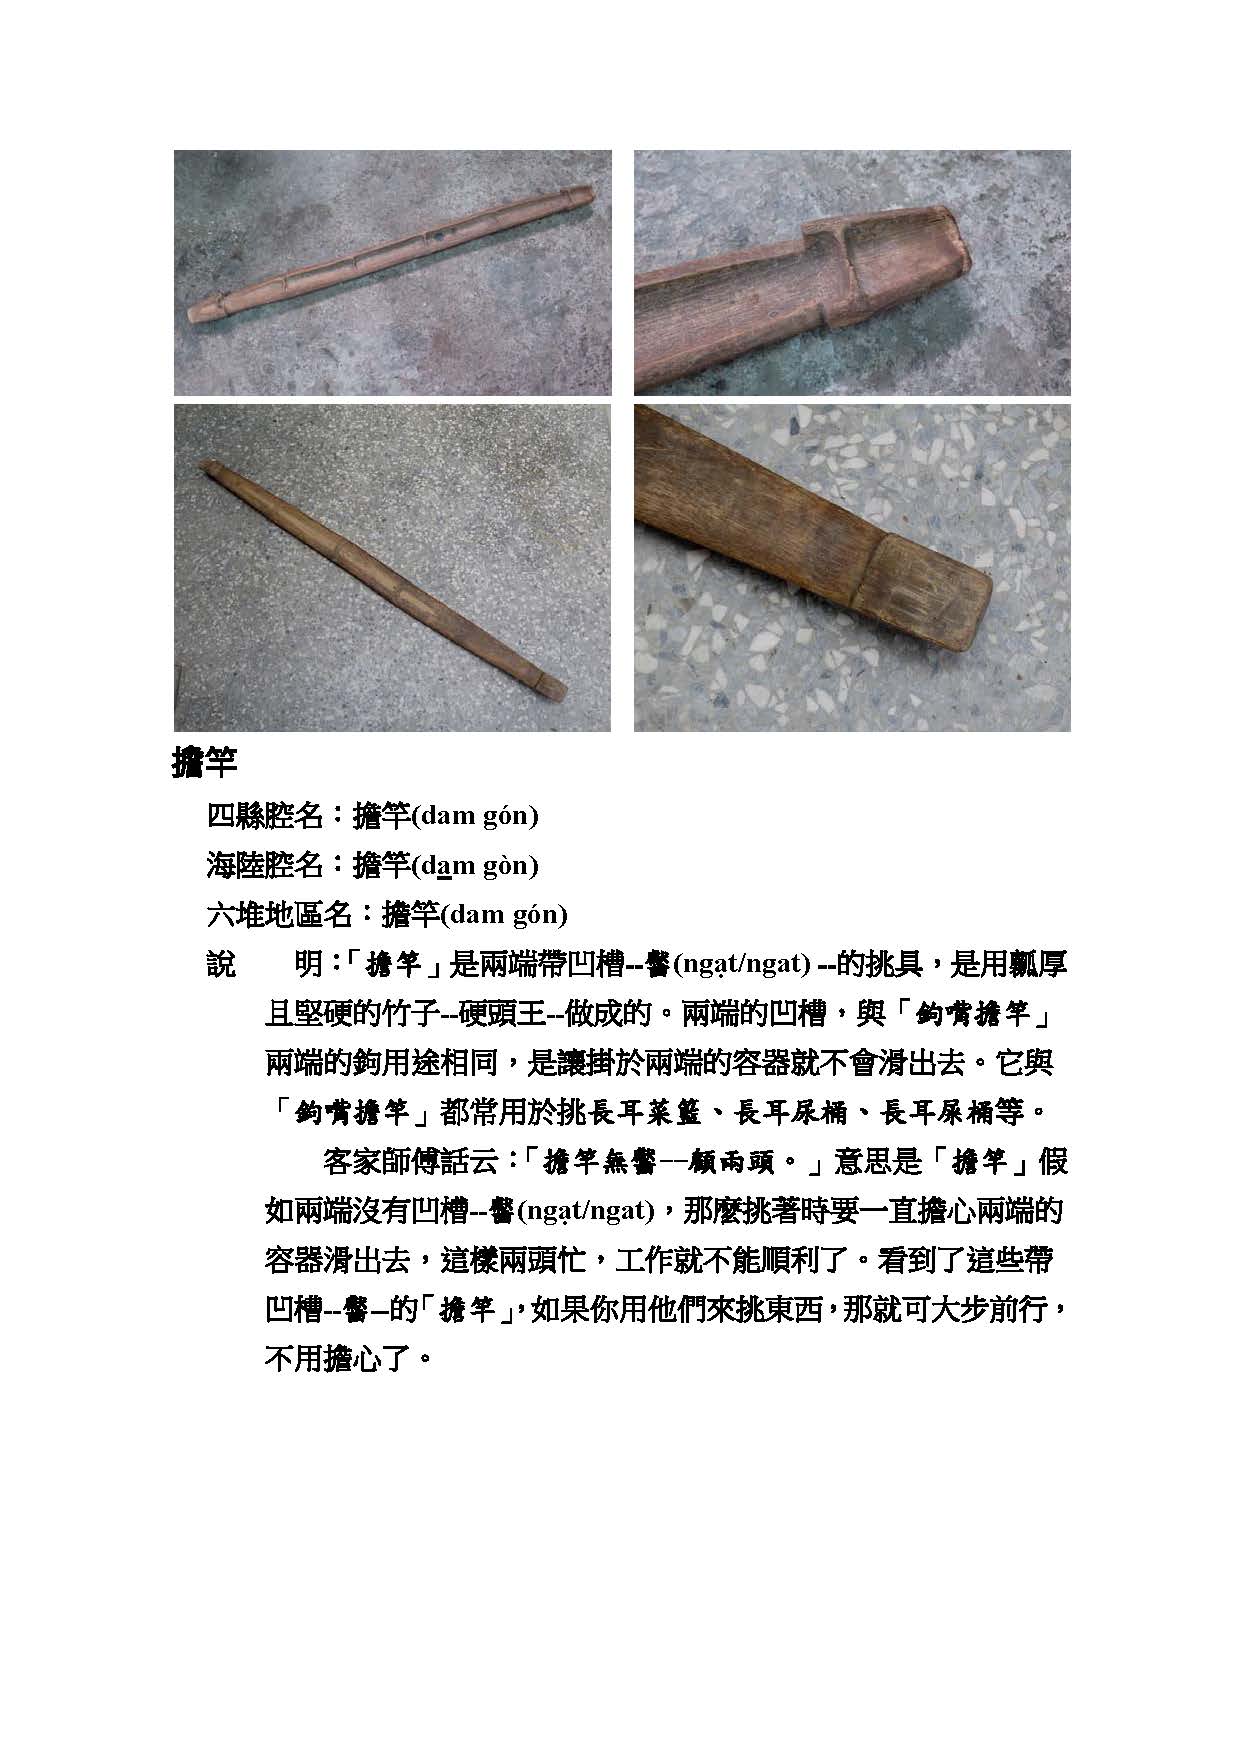 擔竿
四縣腔名：擔竿(dam gón)
海陸腔名：擔竿(da̲m gòn)
六堆地區名：擔竿(dam gón)
說　　明：「擔竿」是兩端帶凹槽--齾(ngạt/ngat) --的挑具，是用瓤厚
且堅硬的竹子--硬頭王--做成的。兩端的凹槽，與「鉤嘴擔竿」
兩端的鉤用途相同，是讓掛於兩端的容器就不會滑出去。它與
「鉤嘴擔竿」都常用於挑長耳菜籃、長耳尿桶、長耳屎桶等。
客家師傅話云：「擔竿無齾--顧兩頭。」意思是「擔竿」假
如兩端沒有凹槽--齾(ngạt/ngat)，那麼挑著時要一直擔心兩端的
容器滑出去，這樣兩頭忙，工作就不能順利了。看到了這些帶
凹槽--齾--的「擔竿」，如果你用他們來挑東西，那就可大步前行，
不用擔心了。